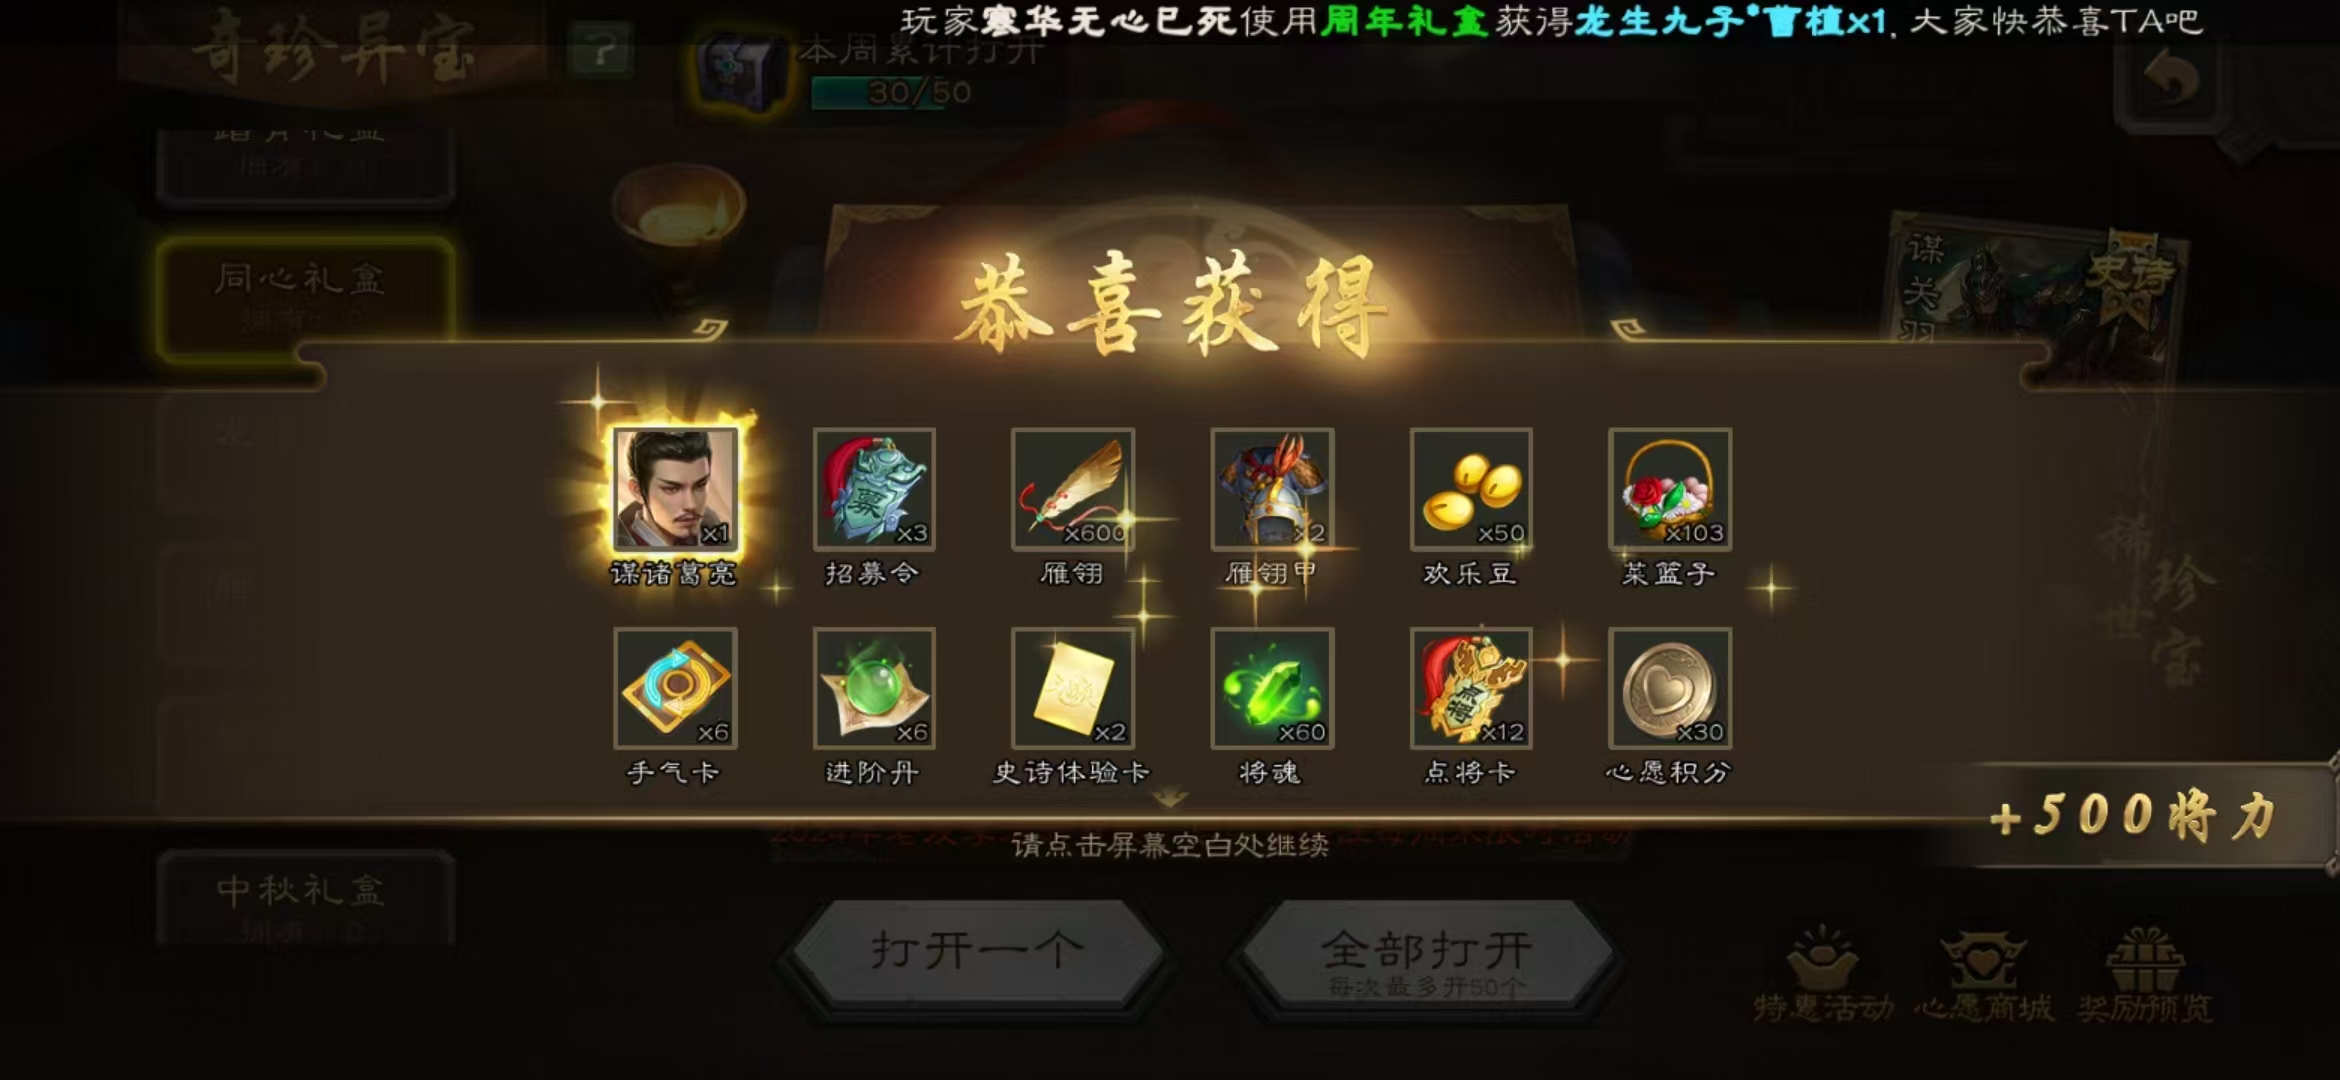 玩家寒华无心已死使用周年礼盒获得龙生九子*曹植x1, 大家快恭喜TA吧
奇珍异宝
?
本周累计打开
30/50
同心礼盒
谋关羽
史诗
恭喜获得
x1
x3
x600
x2
x50
x103
谋诸葛亮
招募令
雁翎
雁翎甲
欢乐豆
菜篮子
募
x6
x6
x2
x60
点将
x12
x30
手气卡
进阶丹
史诗体验卡
将魂
点将卡
心愿积分
稀世珍宝
+500将力
请点击屏幕空白处继续
中秋礼盒
打开一个
全部打开
每次最多开50个
特惠活动
心愿商城
奖励预览